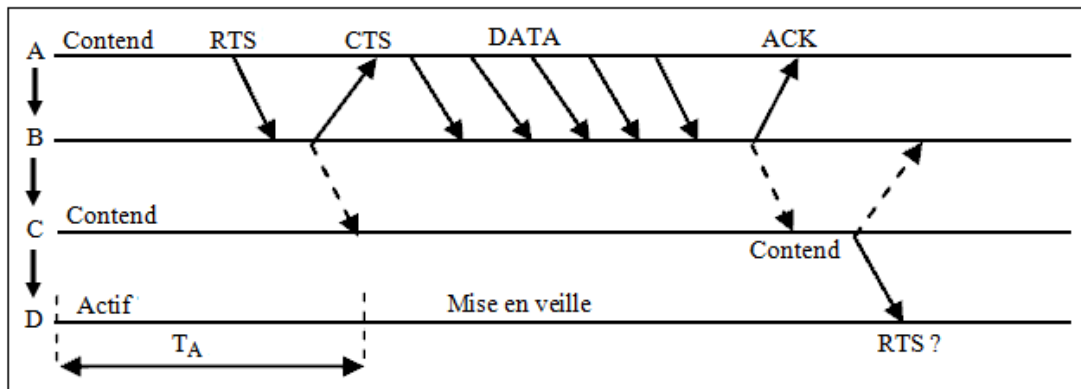 A Contend RTS CTS DATA ACK
B
Contend
C
Contend
D Actif Mise en veille
TA RTS ?